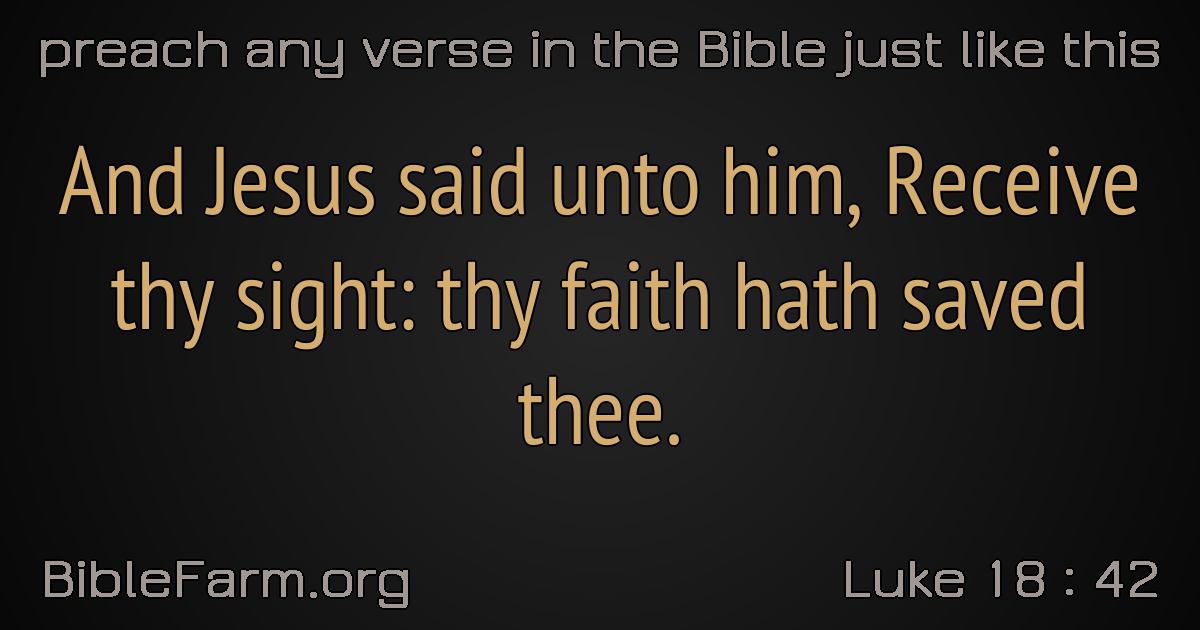 preach any verse in the Bible just like this
And Jesus said unto him, Receive
thy sight: thy faith hath saved
thee.
BibleFarm.org
Luke 18 : 42